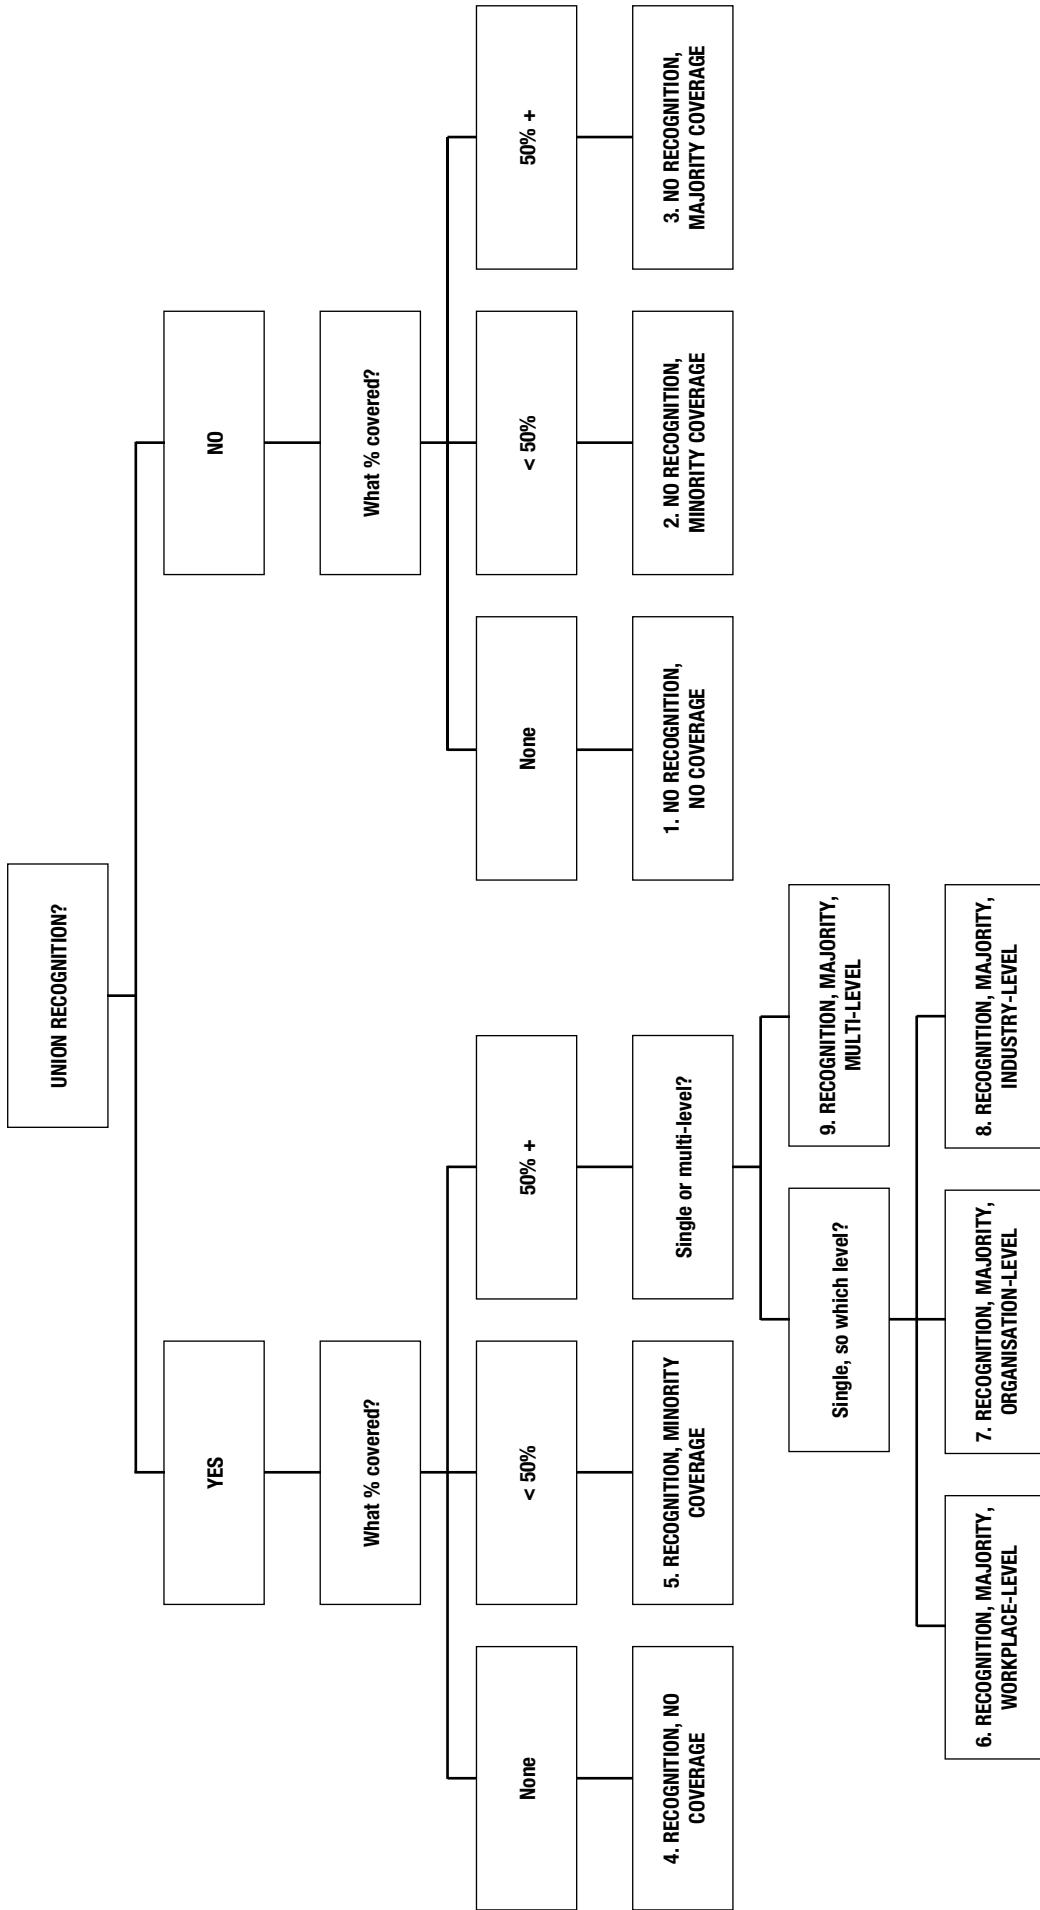 UNION RECOGNITION?
YES
NO
What % covered?
What % covered?
None
< 50%
50% +
None
< 50%
50% +
4. RECOGNITION, NO
COVERAGE
5. RECOGNITION, MINORITY
COVERAGE
Single or multi-level?
1. NO RECOGNITION,
NO COVERAGE
2. NO RECOGNITION,
MINORITY COVERAGE
3. NO RECOGNITION,
MAJORITY COVERAGE
Single, so which level?
9. RECOGNITION, MAJORITY,
MULTI-LEVEL
6. RECOGNITION, MAJORITY,
WORKPLACE-LEVEL
7. RECOGNITION, MAJORITY,
ORGANISATION-LEVEL
8. RECOGNITION, MAJORITY,
INDUSTRY-LEVEL